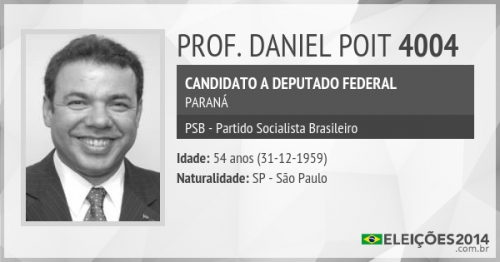 PROF. DANIEL POIT 4004
CANDIDATO A DEPUTADO FEDERAL
PARANÁ
PSB - Partido Socialista Brasileiro
Idade: 54 anos (31-12-1959)
Naturalidade: SP - São Paulo
ELEIÇÕES2014
.com.br